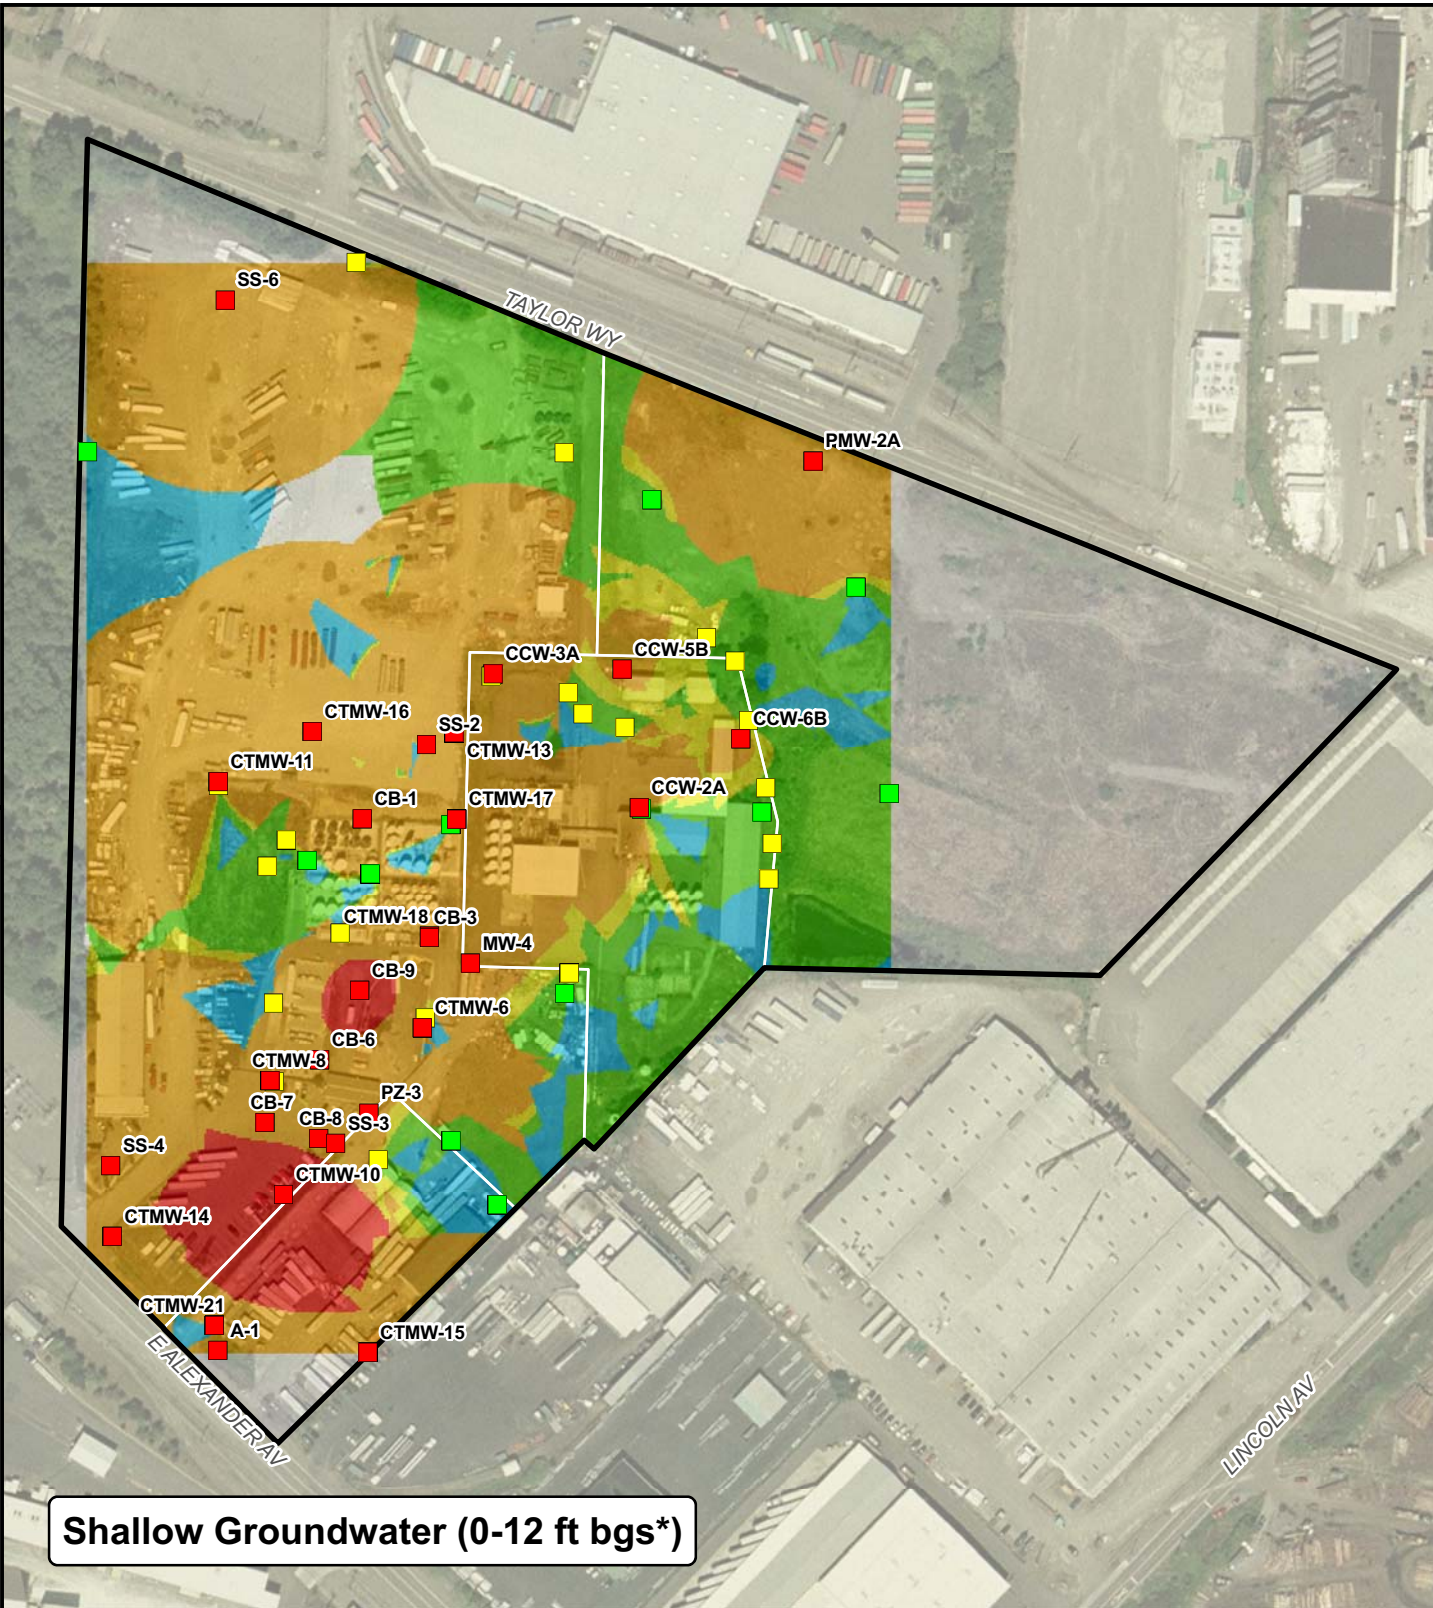 SS-6
TAYLOR WY
PMW-2A
CCW-3A
CCW-5B
CTMW-16
SS-2
CCW-6B
CTMW-13
CTMW-11
CCW-2A
CB-1
CTMW-17
CTMW-18
CB-3
MW-4
CB-9
CTMW-6
CB-6
CTMW-8
PZ-3
CB-7
CB-8
SS-3
SS-4
CTMW-10
CTMW-14
CTMW-21
A-1
CTMW-15
E ALEXANDER AV
LINCOLN AV
Shallow Groundwater (0-12 ft bgs*)